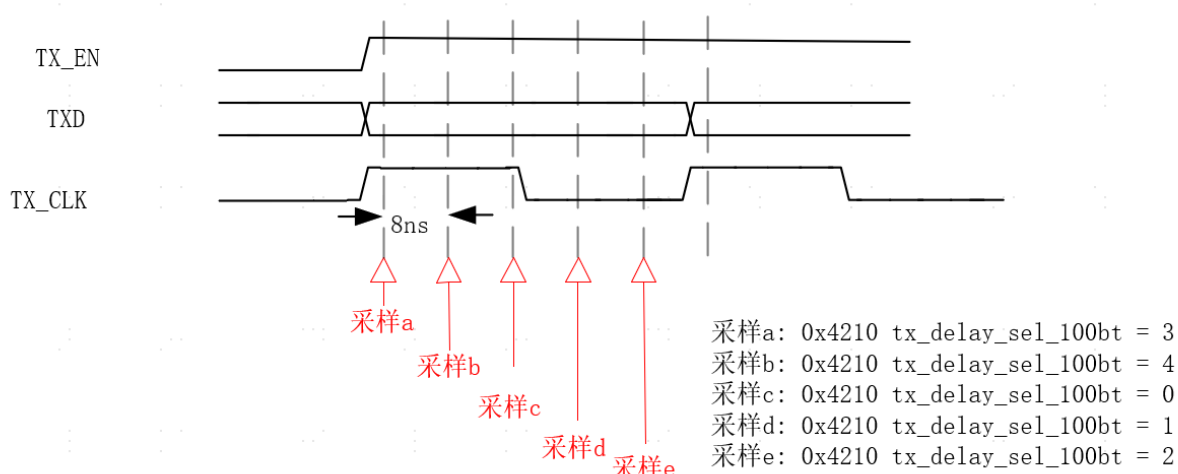 TX_EN
TXD
TX_CLK
8ns
采样a
采样b
采样c
采样d
采样e
采样a: 0x4210 tx_delay_sel_100bt = 3
采样b: 0x4210 tx_delay_sel_100bt = 4
采样c: 0x4210 tx_delay_sel_100bt = 0
采样d: 0x4210 tx_delay_sel_100bt = 1
采样e: 0x4210 tx_delay_sel_100bt = 2